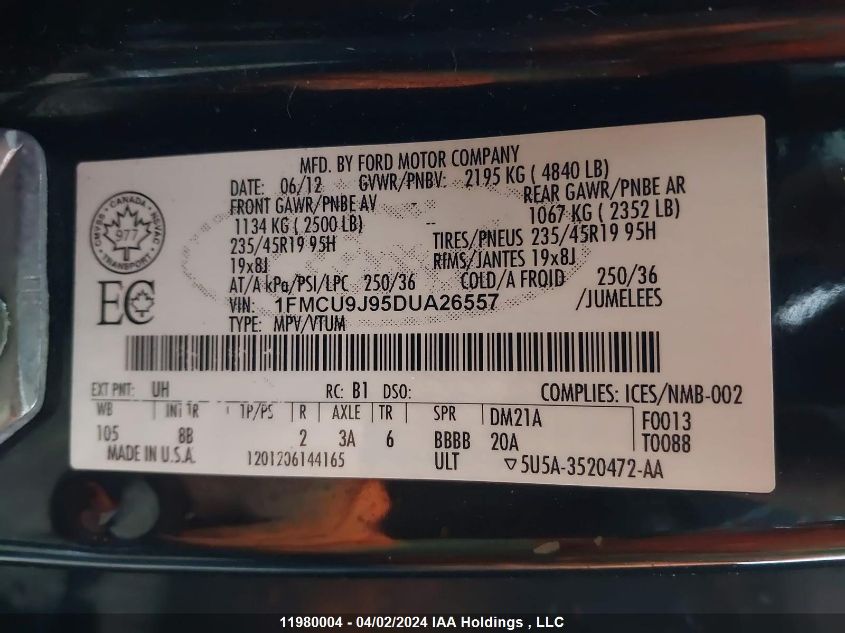 MFD. BY FORD MOTOR COMPANY
DATE: 06/12 GVWR/PNBV: 2195 KG ( 4840 LB)
FRONT GAWR/PNBE AV - REAR GAWR/PNBE AR
1134 KG ( 2500 LB) -- 1067 KG ( 2352 LB)
235/45R19 95H TIRES/PNEUS 235/45R19 95H
19x8J RIMS/JANTES 19x8J
AT/A kPa/PSI/LPC 250/36 COLD/A FROID 250/36
VIN: 1FMCU9J95DUA26557 /JUMELEES
TYPE: MPV/VTUM
CMVSS · CANADA · NSVAC
977
TRANSPORT
EC
EXT PNT: UH RC: B1 DSO: COMPLIES: ICES/NMB-002
WB INT TR TP/PS R AXLE TR SPR DM21A F0013
105 8B 2 3A 6 BBBB 20A T0088
MADE IN U.S.A. 1201206144165 ULT ▽5U5A-3520472-AA
11980004 - 04/02/2024 IAA Holdings , LLC